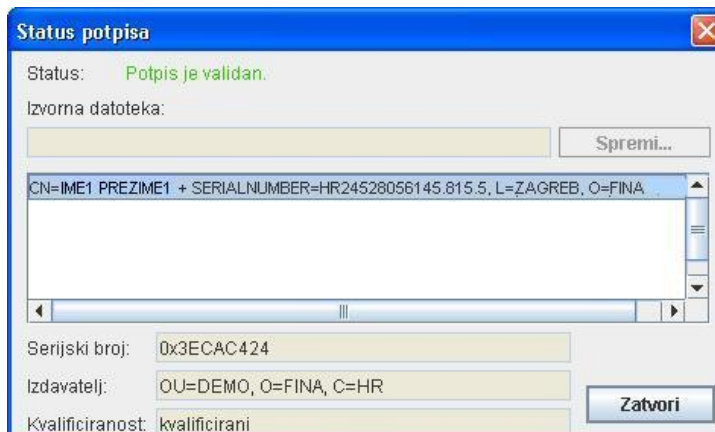 Status potpisa
Status: Potpis je validan.
Izvorna datoteka:
Spremi...
CN=IME1 PREZIME1 + SERIALNUMBER=HR24528056145.815.5, L=ZAGREB, O=FINA
Serijski broj: 0x3ECAC424
Izdavatelj: OU=DEMO, O=FINA, C=HR
Zatvori
Kvalificiranost: kvalificirani